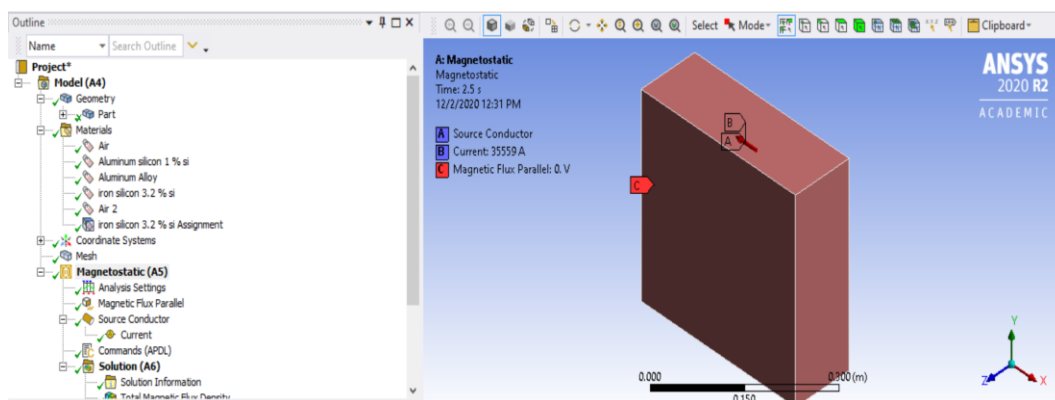 Outline
Name
Search Outline
Project*
Model (A4)
Geometry
Part
Materials
Air
Aluminum silicon 1 % si
Aluminum Alloy
iron silicon 3.2 % si
Air 2
iron silicon 3.2 % si Assignment
Coordinate Systems
Mesh
Magnetostatic (A5)
Analysis Settings
Magnetic Flux Parallel
Source Conductor
Current
Commands (APDL)
Solution (A6)
Solution Information
Total Magnetic Flux Density
Select Mode
Clipboard
A: Magnetostatic
Magnetostatic
Time: 2.5 s
12/2/2020 12:31 PM
A Source Conductor
B Current: 35559 A
C Magnetic Flux Parallel: 0. V
B
A
C
ANSYS
2020 R2
ACADEMIC
Y
Z X
0.000 0.300 (m)
0.150